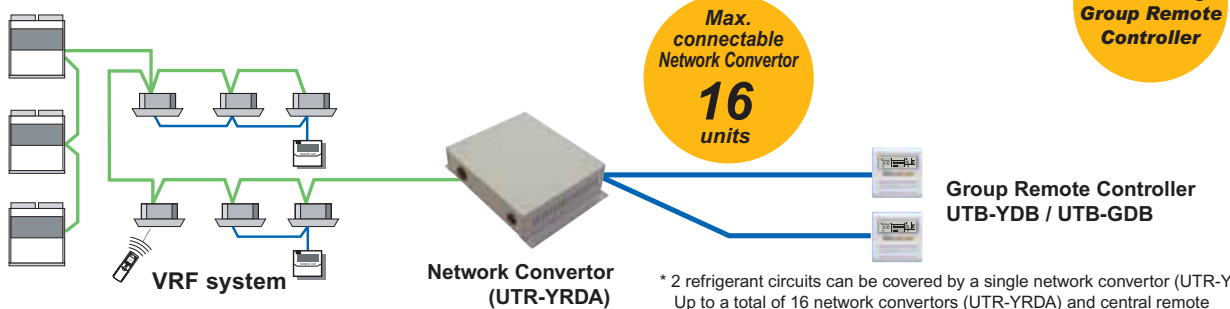 Max.
connectable
Network Convertor
16
units
Group Remote
Controller
VRF system
Network Convertor
(UTR-YRDA)
Group Remote Controller
UTB-YDB / UTB-GDB
* 2 refrigerant circuits can be covered by a single network convertor
Up to a total of 16 network convertors (UTR-YRDA) and central remote